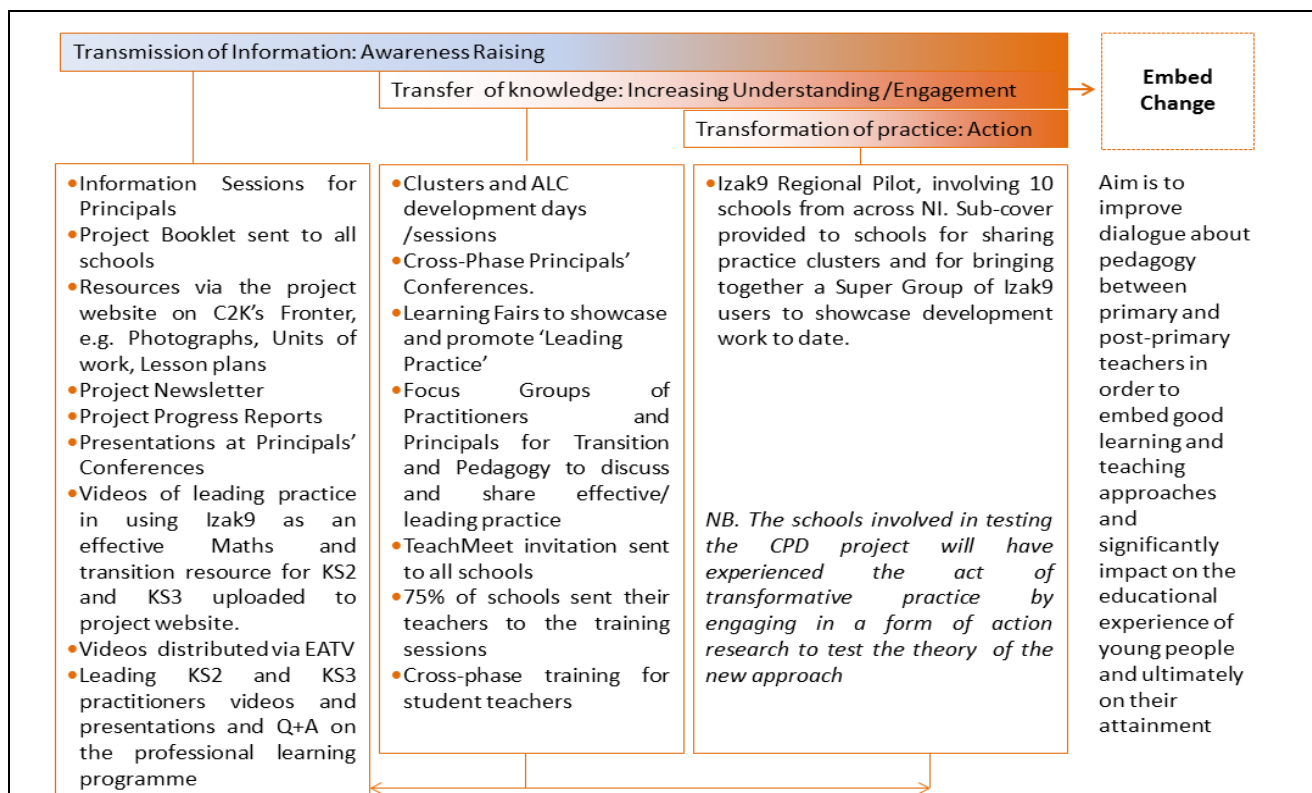 Transmission of Information: Awareness Raising
Transfer of knowledge: Increasing Understanding /Engagement
Transformation of practice: Action
Embed
Change
•Information Sessions for
Principals
•Project Booklet sent to all
schools
•Resources via the project
website on C2K's Fronter,
e.g. Photographs, Units of
work, Lesson plans
•Project Newsletter
•Project Progress Reports
•Presentations at Principals'
Conferences
•Videos of leading practice
in using Izak9 as an
effective Maths and
transition resource for KS2
and KS3 uploaded to
project website.
•Videos distributed via EATV
•Leading KS2 and KS3
practitioners videos and
presentations and Q+A on
the professional learning
programme
•Clusters and ALC
development days
/sessions
•Cross-Phase Principals'
Conferences.
•Learning Fairs to showcase
and promote 'Leading
Practice'
•Focus Groups of
Practitioners and
Principals for Transition
and Pedagogy to discuss
and share effective/
leading practice
•TeachMeet invitation sent
to all schools
•75% of schools sent their
teachers to the training
sessions
•Cross-phase training for
student teachers
•Izak9 Regional Pilot, involving 10
schools from across NI. Sub-cover
provided to schools for sharing
practice clusters and for bringing
together a Super Group of Izak9
users to showcase development
work to date.
NB. The schools involved in testing
the CPD project will have
experienced the act of
transformative practice by
engaging in a form of action
research to test the theory of the
new approach
Aim is to
improve
dialogue about
pedagogy
between
primary and
post-primary
teachers in
order to
embed good
learning and
teaching
approaches
and
significantly
impact on the
educational
experience of
young people
and ultimately
on their
attainment